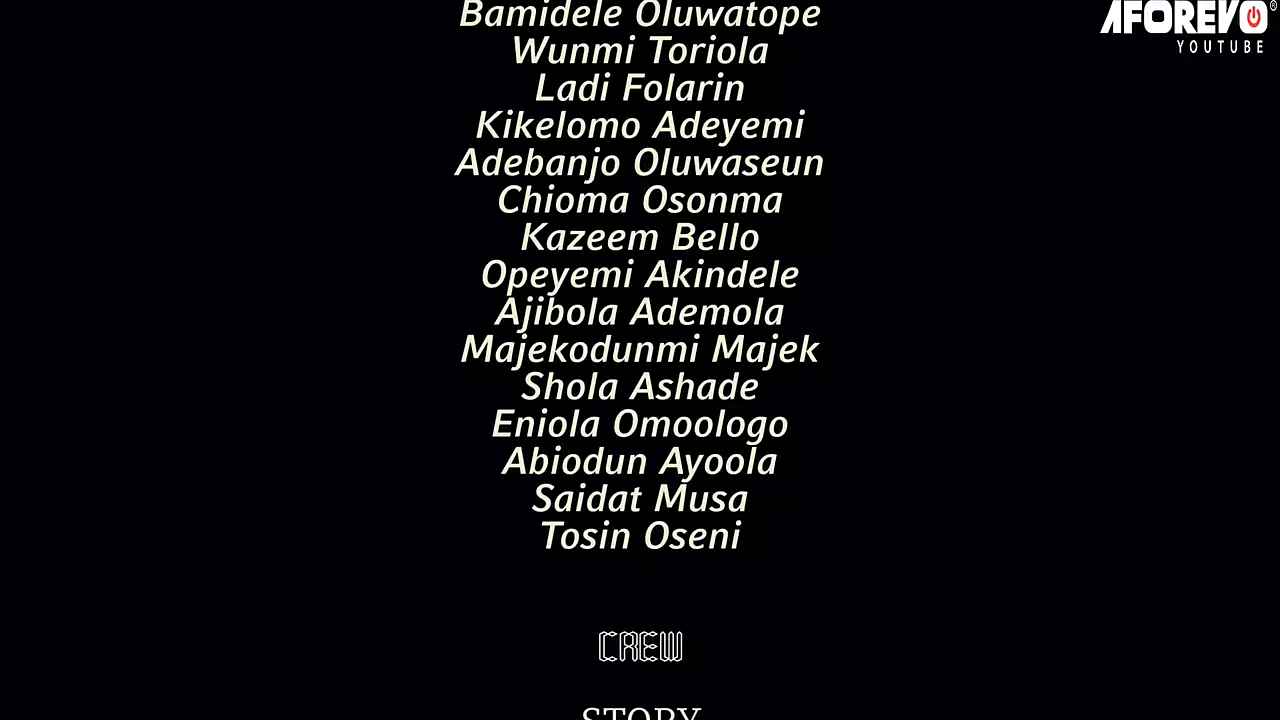 Bamidele Oluwatope
AFOREVO
®
YOUTUBE
Wunmi Toriola
Ladi Folarin
Kikelomo Adeyemi
Adebanjo Oluwaseun
Chioma Osonma
Kazeem Bello
Opeyemi Akindele
Ajibola Ademola
Majekodunmi Majek
Shola Ashade
Eniola Omoologo
Abiodun Ayoola
Saidat Musa
Tosin Oseni
CREW
STORY